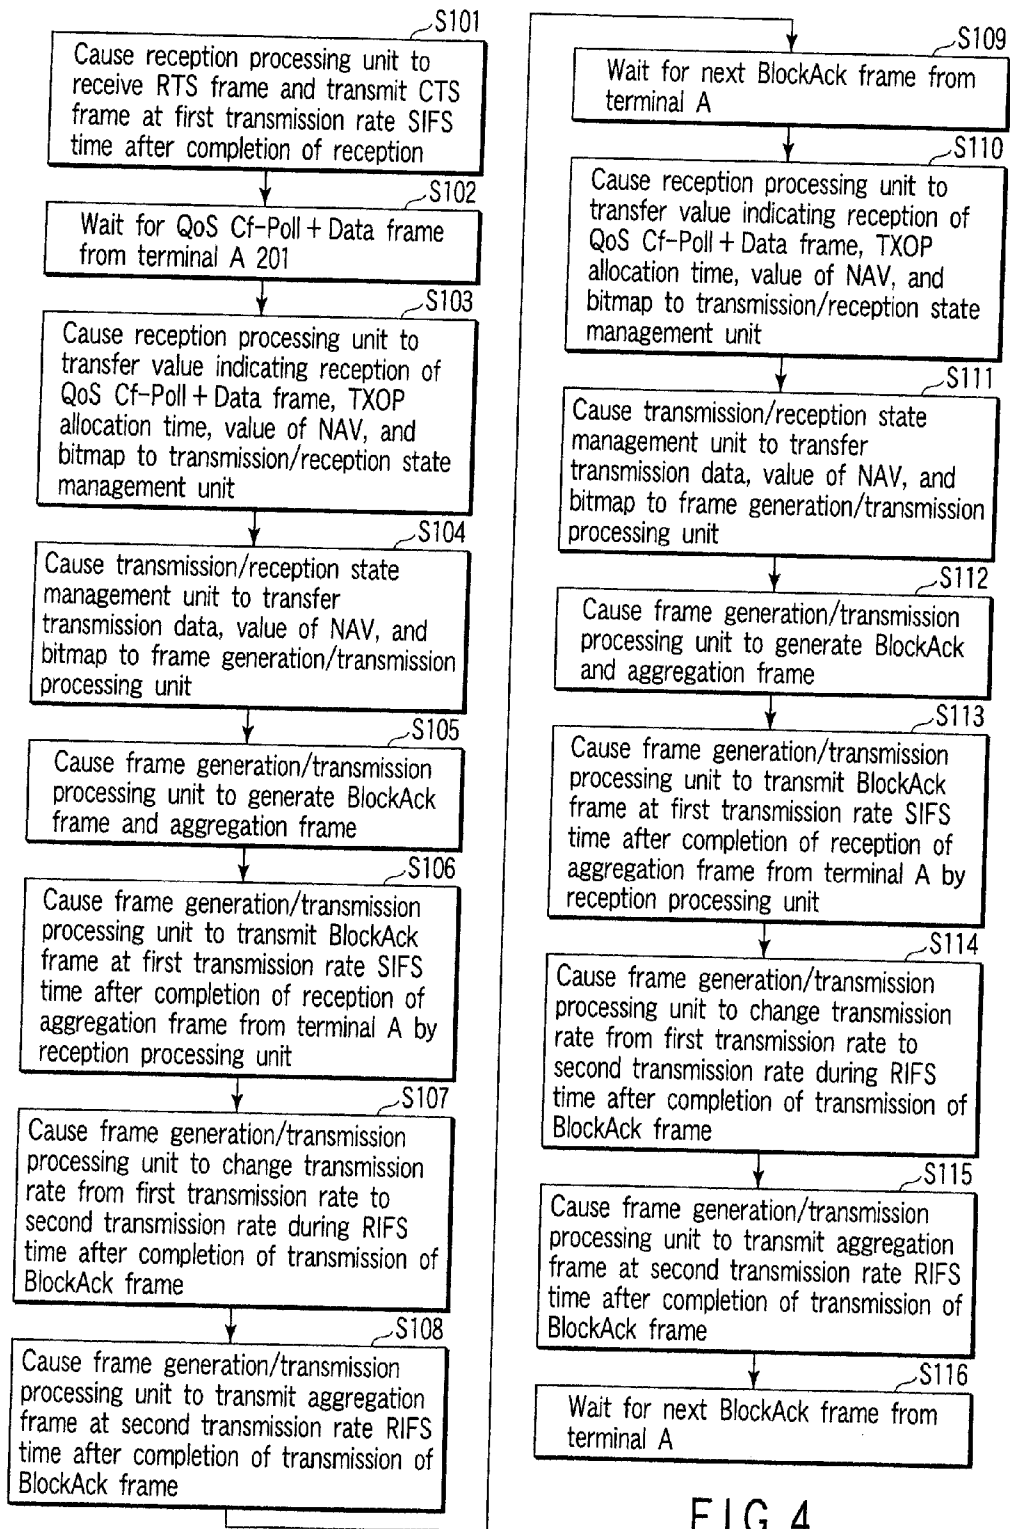 S101
Cause reception processing unit to
receive RTS frame and transmit CTS
frame at first transmission rate SIFS
time after completion of reception
S102
Wait for QoS Cf-Poll + Data frame
from terminal A 201
S103
Cause reception processing unit to
transfer value indicating reception of
QoS Cf-Poll + Data frame, TXOP
allocation time, value of NAV, and
bitmap to transmission/reception state
management unit
S104
Cause transmission/reception state
management unit to transfer
transmission data, value of NAV, and
bitmap to frame generation/transmission
processing unit
S105
Cause frame generation/transmission
processing unit to generate BlockAck
frame and aggregation frame
S106
Cause frame generation/transmission
processing unit to transmit BlockAck
frame at first transmission rate SIFS
time after completion of reception of
aggregation frame from terminal A by
reception processing unit
S107
Cause frame generation/transmission
processing unit to change transmission
rate from first transmission rate to
second transmission rate during RIFS
time after completion of transmission of
BlockAck frame
S108
Cause frame generation/transmission
processing unit to transmit aggregation
frame at second transmission rate RIFS
time after completion of transmission of
BlockAck frame
S109
Wait for next BlockAck frame from
terminal A
S110
Cause reception processing unit to
transfer value indicating reception of
QoS Cf-Poll + Data frame, TXOP
allocation time, value of NAV, and
bitmap to transmission/reception state
management unit
S111
Cause transmission/reception state
management unit to transfer
transmission data, value of NAV, and
bitmap to frame generation/transmission
processing unit
S112
Cause frame generation/transmission
processing unit to generate BlockAck
and aggregation frame
S113
Cause frame generation/transmission
processing unit to transmit BlockAck
frame at first transmission rate SIFS
time after completion of reception of
aggregation frame from terminal A by
reception processing unit
S114
Cause frame generation/transmission
processing unit to change transmission
rate from first transmission rate to
second transmission rate during RIFS
time after completion of transmission of
BlockAck frame
S115
Cause frame generation/transmission
processing unit to transmit aggregation
frame at second transmission rate RIFS
time after completion of transmission of
BlockAck frame
S116
Wait for next BlockAck frame from
terminal A
FIG. 4